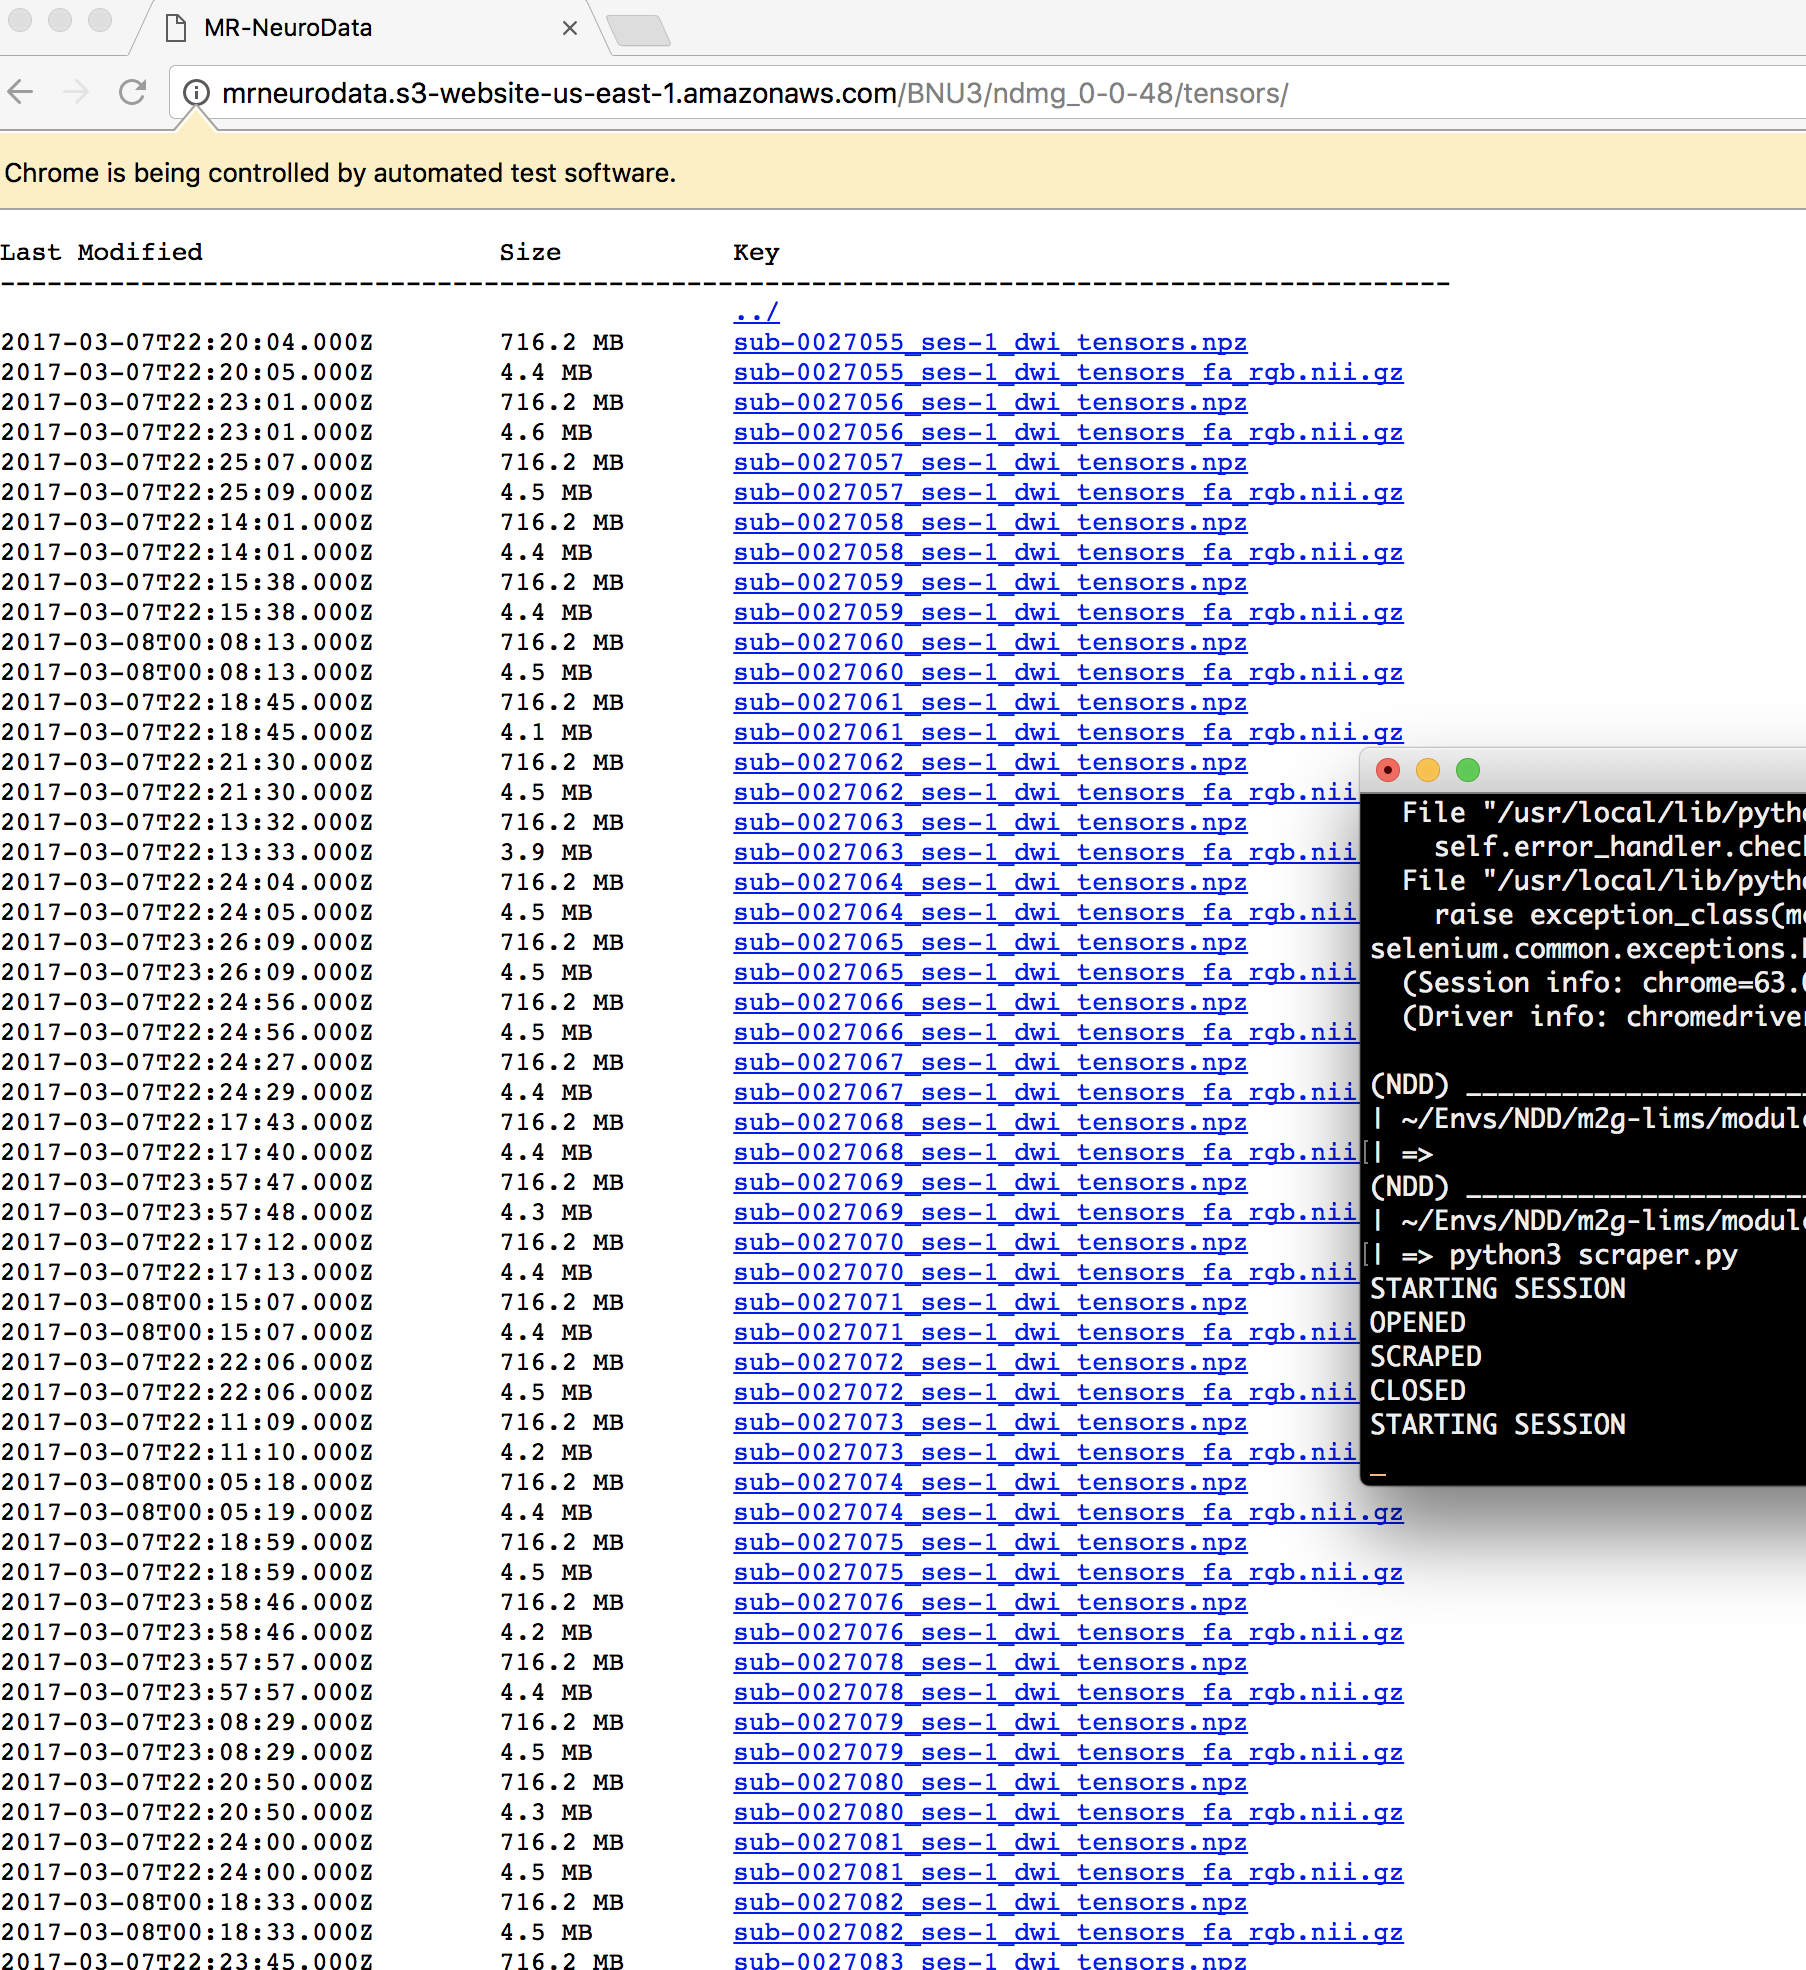 MR-NeuroData
mrneurodata.s3-website-us-east-1.amazonaws.com/BNU3/ndmg_0-0-48/tensors/
Chrome is being controlled by automated test software.
Last Modified Size Key
---------------------------------------------------------------------------------------------
../
2017-03-07T22:20:04.000Z 716.2 MB sub-0027055_ses-1_dwi_tensors.npz
2017-03-07T22:20:05.000Z 4.4 MB sub-0027055_ses-1_dwi_tensors_fa_rgb.nii.gz
2017-03-07T22:23:01.000Z 716.2 MB sub-0027056_ses-1_dwi_tensors.npz
2017-03-07T22:23:01.000Z 4.6 MB sub-0027056_ses-1_dwi_tensors_fa_rgb.nii.gz
2017-03-07T22:25:07.000Z 716.2 MB sub-0027057_ses-1_dwi_tensors.npz
2017-03-07T22:25:09.000Z 4.5 MB sub-0027057_ses-1_dwi_tensors_fa_rgb.nii.gz
2017-03-07T22:14:01.000Z 716.2 MB sub-0027058_ses-1_dwi_tensors.npz
2017-03-07T22:14:01.000Z 4.4 MB sub-0027058_ses-1_dwi_tensors_fa_rgb.nii.gz
2017-03-07T22:15:38.000Z 716.2 MB sub-0027059_ses-1_dwi_tensors.npz
2017-03-07T22:15:38.000Z 4.4 MB sub-0027059_ses-1_dwi_tensors_fa_rgb.nii.gz
2017-03-08T00:08:13.000Z 716.2 MB sub-0027060_ses-1_dwi_tensors.npz
2017-03-08T00:08:13.000Z 4.5 MB sub-0027060_ses-1_dwi_tensors_fa_rgb.nii.gz
2017-03-07T22:18:45.000Z 716.2 MB sub-0027061_ses-1_dwi_tensors.npz
2017-03-07T22:18:45.000Z 4.1 MB sub-0027061_ses-1_dwi_tensors_fa_rgb.nii.gz
2017-03-07T22:21:30.000Z 716.2 MB sub-0027062_ses-1_dwi_tensors.npz
2017-03-07T22:21:30.000Z 4.5 MB sub-0027062_ses-1_dwi_tensors_fa_rgb.nii
2017-03-07T22:13:32.000Z 716.2 MB sub-0027063_ses-1_dwi_tensors.npz
2017-03-07T22:13:33.000Z 3.9 MB sub-0027063_ses-1_dwi_tensors_fa_rgb.nii
2017-03-07T22:24:04.000Z 716.2 MB sub-0027064_ses-1_dwi_tensors.npz
2017-03-07T22:24:05.000Z 4.5 MB sub-0027064_ses-1_dwi_tensors_fa_rgb.nii
2017-03-07T23:26:09.000Z 716.2 MB sub-0027065_ses-1_dwi_tensors.npz
2017-03-07T23:26:09.000Z 4.5 MB sub-0027065_ses-1_dwi_tensors_fa_rgb.nii
2017-03-07T22:24:56.000Z 716.2 MB sub-0027066_ses-1_dwi_tensors.npz
2017-03-07T22:24:56.000Z 4.5 MB sub-0027066_ses-1_dwi_tensors_fa_rgb.nii
2017-03-07T22:24:27.000Z 716.2 MB sub-0027067_ses-1_dwi_tensors.npz
2017-03-07T22:24:29.000Z 4.4 MB sub-0027067_ses-1_dwi_tensors_fa_rgb.nii
2017-03-07T22:17:43.000Z 716.2 MB sub-0027068_ses-1_dwi_tensors.npz
2017-03-07T22:17:40.000Z 4.4 MB sub-0027068_ses-1_dwi_tensors_fa_rgb.nii
2017-03-07T23:57:47.000Z 716.2 MB sub-0027069_ses-1_dwi_tensors.npz
2017-03-07T23:57:48.000Z 4.3 MB sub-0027069_ses-1_dwi_tensors_fa_rgb.nii
2017-03-07T22:17:12.000Z 716.2 MB sub-0027070_ses-1_dwi_tensors.npz
2017-03-07T22:17:13.000Z 4.4 MB sub-0027070_ses-1_dwi_tensors_fa_rgb.nii
2017-03-08T00:15:07.000Z 716.2 MB sub-0027071_ses-1_dwi_tensors.npz
2017-03-08T00:15:07.000Z 4.4 MB sub-0027071_ses-1_dwi_tensors_fa_rgb.nii
2017-03-07T22:22:06.000Z 716.2 MB sub-0027072_ses-1_dwi_tensors.npz
2017-03-07T22:22:06.000Z 4.5 MB sub-0027072_ses-1_dwi_tensors_fa_rgb.nii
2017-03-07T22:11:09.000Z 716.2 MB sub-0027073_ses-1_dwi_tensors.npz
2017-03-07T22:11:10.000Z 4.2 MB sub-0027073_ses-1_dwi_tensors_fa_rgb.nii
2017-03-08T00:05:18.000Z 716.2 MB sub-0027074_ses-1_dwi_tensors.npz
2017-03-08T00:05:19.000Z 4.4 MB sub-0027074_ses-1_dwi_tensors_fa_rgb.nii.gz
2017-03-07T22:18:59.000Z 716.2 MB sub-0027075_ses-1_dwi_tensors.npz
2017-03-07T22:18:59.000Z 4.5 MB sub-0027075_ses-1_dwi_tensors_fa_rgb.nii.gz
2017-03-07T23:58:46.000Z 716.2 MB sub-0027076_ses-1_dwi_tensors.npz
2017-03-07T23:58:46.000Z 4.2 MB sub-0027076_ses-1_dwi_tensors_fa_rgb.nii.gz
2017-03-07T23:57:57.000Z 716.2 MB sub-0027078_ses-1_dwi_tensors.npz
2017-03-07T23:57:57.000Z 4.4 MB sub-0027078_ses-1_dwi_tensors_fa_rgb.nii.gz
2017-03-07T23:08:29.000Z 716.2 MB sub-0027079_ses-1_dwi_tensors.npz
2017-03-07T23:08:29.000Z 4.5 MB sub-0027079_ses-1_dwi_tensors_fa_rgb.nii.gz
2017-03-07T22:20:50.000Z 716.2 MB sub-0027080_ses-1_dwi_tensors.npz
2017-03-07T22:20:50.000Z 4.3 MB sub-0027080_ses-1_dwi_tensors_fa_rgb.nii.gz
2017-03-07T22:24:00.000Z 716.2 MB sub-0027081_ses-1_dwi_tensors.npz
2017-03-07T22:24:00.000Z 4.5 MB sub-0027081_ses-1_dwi_tensors_fa_rgb.nii.gz
2017-03-08T00:18:33.000Z 716.2 MB sub-0027082_ses-1_dwi_tensors.npz
2017-03-08T00:18:33.000Z 4.5 MB sub-0027082_ses-1_dwi_tensors_fa_rgb.nii.gz
2017-03-07T22:23:45.000Z 716.2 MB sub-0027083_ses-1_dwi_tensors.npz
File "/usr/local/lib/pytho
self.error_handler.chec
File "/usr/local/lib/pytho
raise exception_class(m
selenium.common.exceptions.
(Session info: chrome=63.
(Driver info: chromedriver
(NDD) _____________________
| ~/Envs/NDD/m2g-lims/modul
[| =>
(NDD) _____________________
| ~/Envs/NDD/m2g-lims/modul
[| => python3 scraper.py
STARTING SESSION
OPENED
SCRAPED
CLOSED
STARTING SESSION